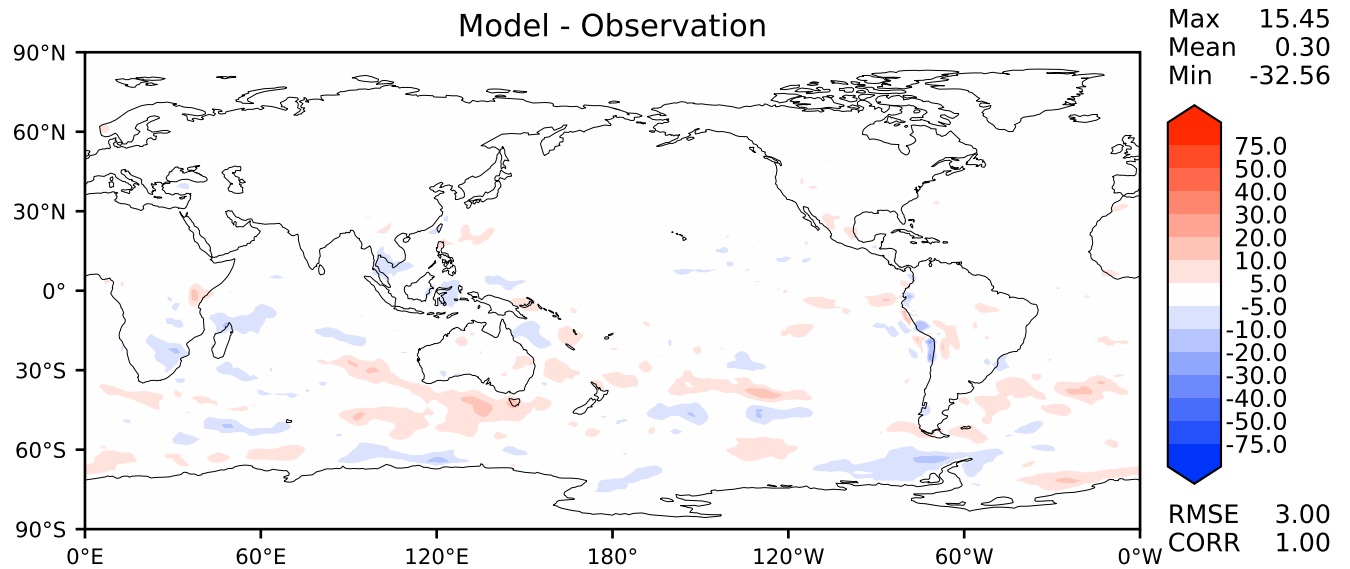 Model - Observation
Max 15.45
Mean 0.30
Min -32.56
90°N
60°N
30°N
0°
30°S
60°S
90°S
0°E 60°E 120°E 180° 120°W 60°W 0°W
75.0
50.0
40.0
30.0
20.0
10.0
5.0
-5.0
-10.0
-20.0
-30.0
-40.0
-50.0
-75.0
RMSE 3.00
CORR 1.00